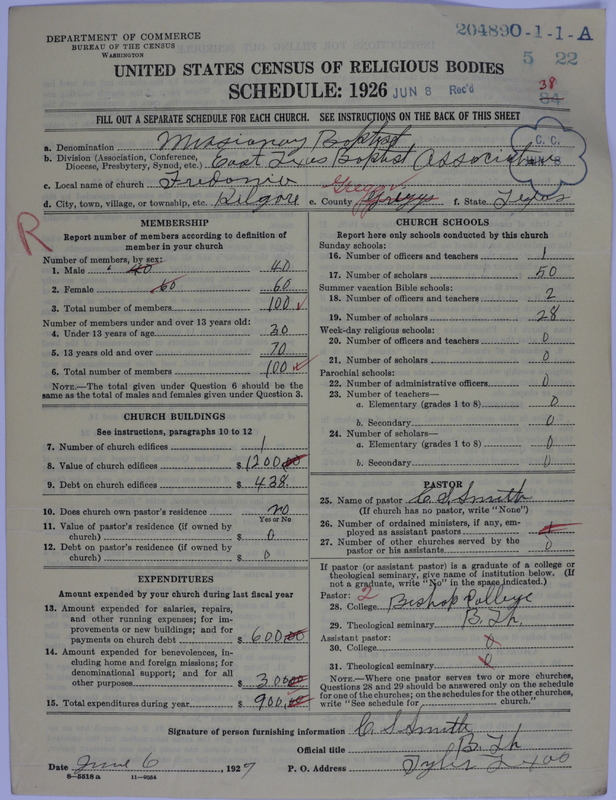 DEPARTMENT OF COMMERCE
BUREAU OF THE CENSUS
WASHINGTON
204890-1-1-A
5 22
UNITED STATES CENSUS OF RELIGIOUS BODIES
SCHEDULE: 1926 JUN 8 Rec'd
38
84
FILL OUT A SEPARATE SCHEDULE FOR EACH CHURCH. SEE INSTRUCTIONS ON THE BACK OF THIS SHEET
a. Denomination Missionary Baptist
C. C.
b. Division (Association, Conference, Diocese, Presbytery, Synod, etc.) East Texas Baptist Association
c. Local name of church Fredonia
Gregg
d. City, town, village, or township, etc. Kilgore e. County Greggs f. State Texas
R
MEMBERSHIP
Report number of members according to definition of
member in your church
Number of members, by sex:
1. Male 40 40
2. Female 60 60
3. Total number of members 100
Number of members under and over 13 years old:
4. Under 13 years of age 30
5. 13 years old and over 70
6. Total number of members 100
NOTE.—The total given under Question 6 should be
same as the total of males and females given under Question 3.
CHURCH BUILDINGS
See instructions, paragraphs 10 to 12
7. Number of church edifices 1
8. Value of church edifices $ 1200.00
9. Debt on church edifices $ 438.
10. Does church own pastor's residence no
Yes or No
11. Value of pastor's residence (if owned by
church) $ 0
12. Debt on pastor's residence (if owned by
church) $ 0
EXPENDITURES
Amount expended by your church during last fiscal year
13. Amount expended for salaries, repairs,
and other running expenses; for im-
provements or new buildings; and for
payments on church debt $ 600.00
14. Amount expended for benevolences, in-
cluding home and foreign missions; for
denominational support; and for all
other purposes $ 300.00
15. Total expenditures during year $ 900.00
CHURCH SCHOOLS
Report here only schools conducted by this church
Sunday schools:
16. Number of officers and teachers 1
17. Number of scholars 50
Summer vacation Bible schools:
18. Number of officers and teachers 2
19. Number of scholars 28
Week-day religious schools:
20. Number of officers and teachers 0
21. Number of scholars 0
Parochial schools:
22. Number of administrative officers 0
23. Number of teachers—
a. Elementary (grades 1 to 8) 0
b. Secondary 0
24. Number of scholars—
a. Elementary (grades 1 to 8) 0
b. Secondary 0
PASTOR
25. Name of pastor C S Smith
(If church has no pastor, write "None")
26. Number of ordained ministers, if any, em-
ployed as assistant pastors
27. Number of other churches served by the
pastor or his assistants 0
If pastor (or assistant pastor) is a graduate of a college or
theological seminary, give name of institution below. (If
not a graduate, write "No" in the space indicated.)
Pastor: 2
28. College Bishop College
29. Theological seminary B. Th.
Assistant pastor:
30. College 0
31. Theological seminary 0
NOTE.—Where one pastor serves two or more churches,
Questions 28 and 29 should be answered only on the schedule
for one of the churches; on the schedules for the other churches,
write "See schedule for church."
Signature of person furnishing information C. S Smith
Official title B. Th
Date June 6, 1927 P. O. Address Tyler Texas
8—5518a 11—9364